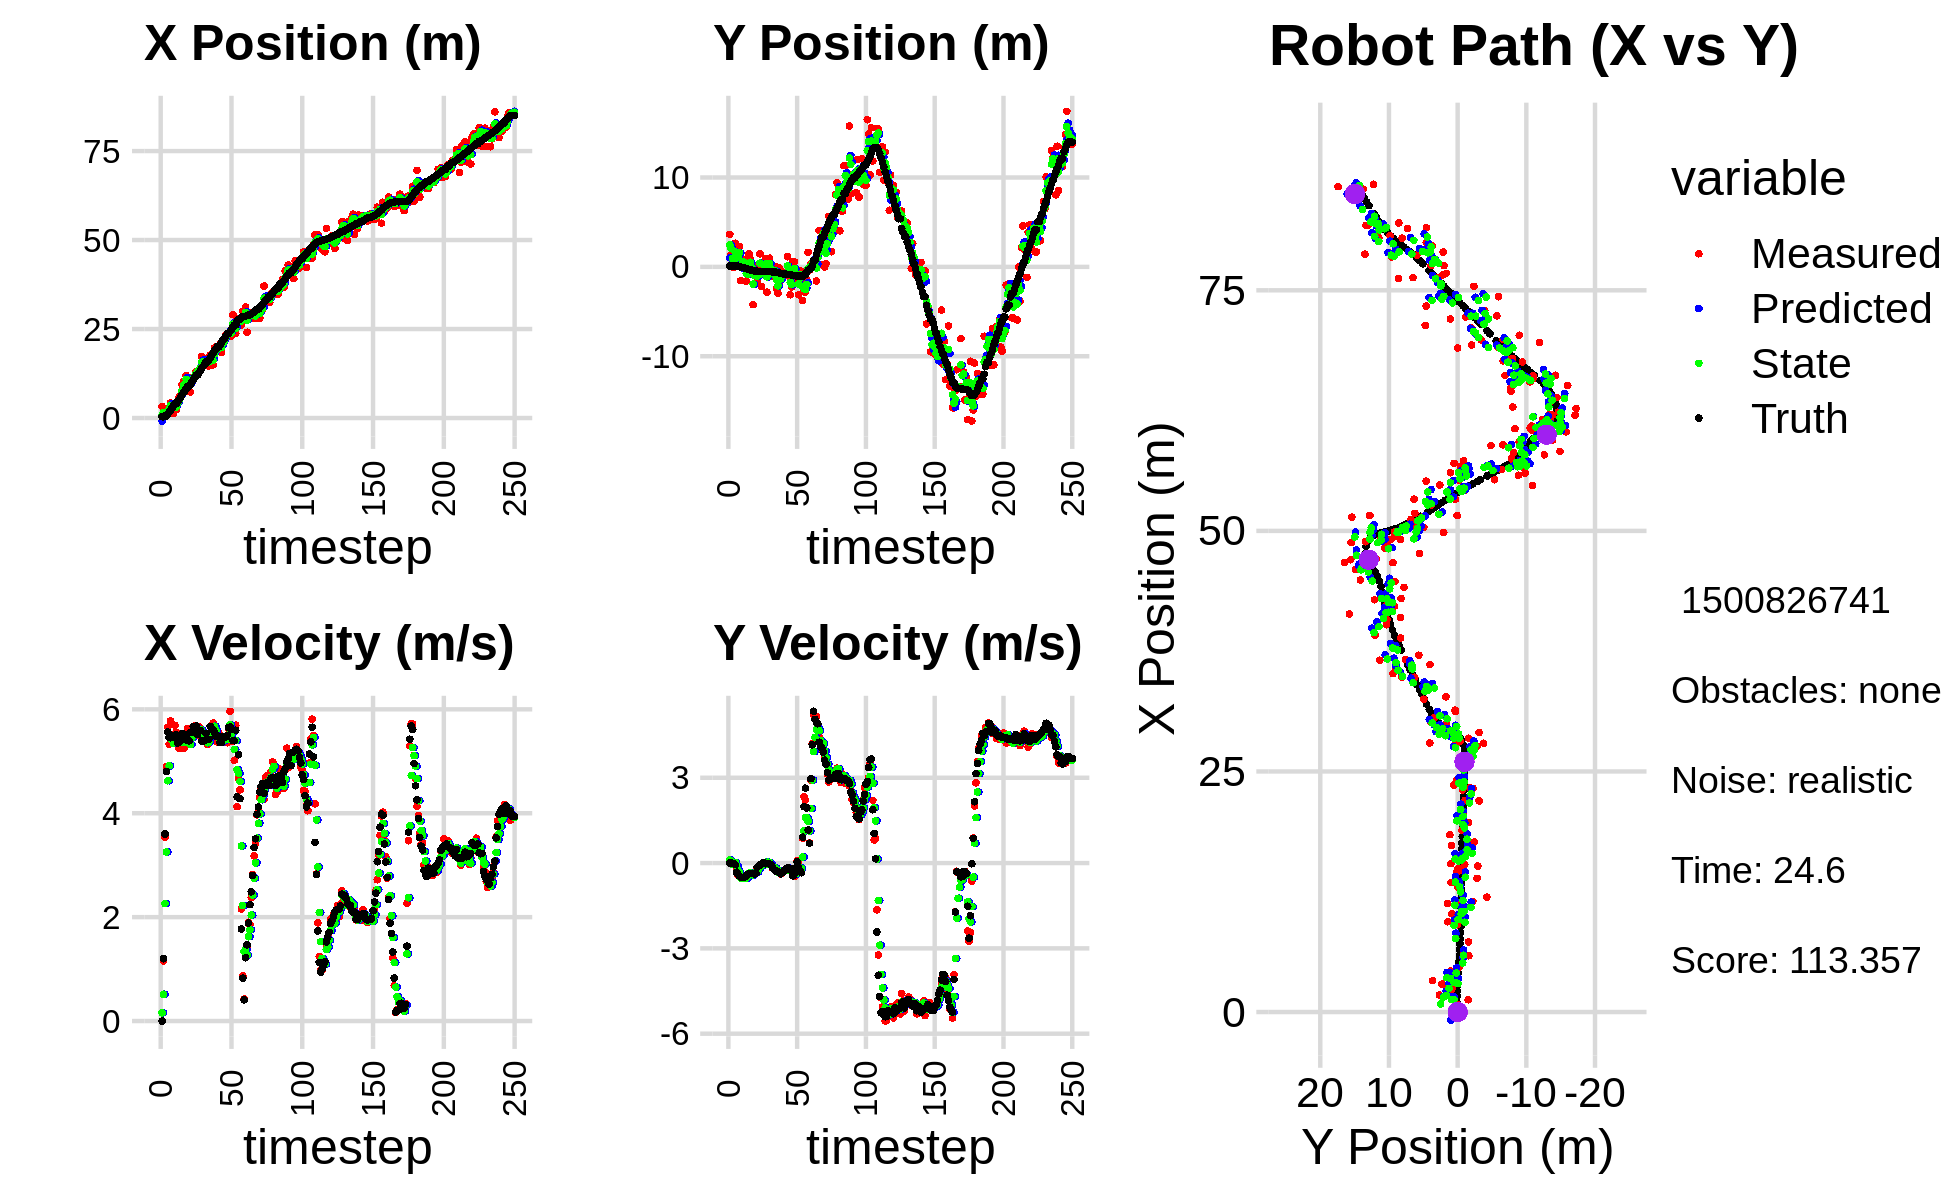 X Position (m)
75
50
25
0
0
50
100
150
200
250
timestep
Y Position (m)
10
0
-10
0
50
100
150
200
250
timestep
X Velocity (m/s)
6
4
2
0
0
50
100
150
200
250
timestep
Y Velocity (m/s)
3
0
-3
-6
0
50
100
150
200
250
timestep
Robot Path (X vs Y)
X Position (m)
75
50
25
0
20 10 0 -10 -20
Y Position (m)
variable
Measured
Predicted
State
Truth
1500826741
Obstacles: none
Noise: realistic
Time: 24.6
Score: 113.357